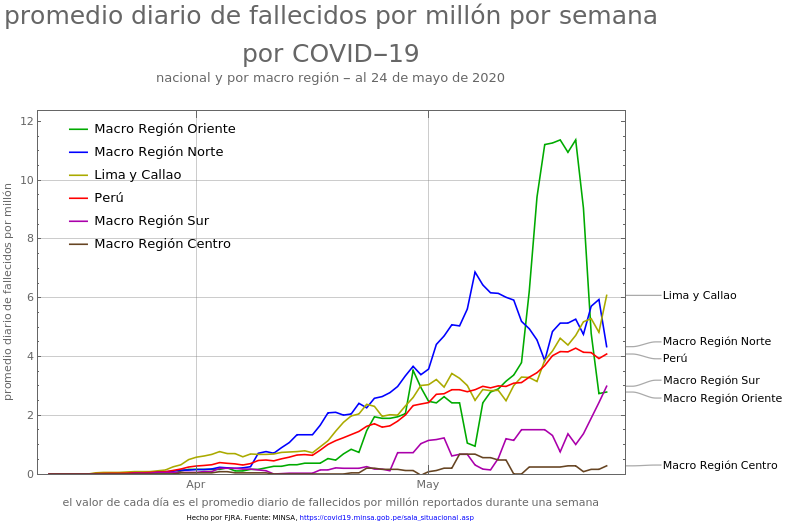 promedio diario de fallecidos por millón por semana
por COVID−19
nacional y por macro región − al 24 de mayo de 2020
promedio diario de fallecidos por millón
12
10
8
6
4
2
0
Macro Región Oriente
Macro Región Norte
Lima y Callao
Perú
Macro Región Sur
Macro Región Centro
Lima y Callao
Macro Región Norte
Perú
Macro Región Sur
Macro Región Oriente
Macro Región Centro
Apr
May
el valor de cada día es el promedio diario de fallecidos por millón reportados durante una semana
Hecho por FJRA. Fuente: MINSA, https://covid19.minsa.gob.pe/sala_situacional.asp